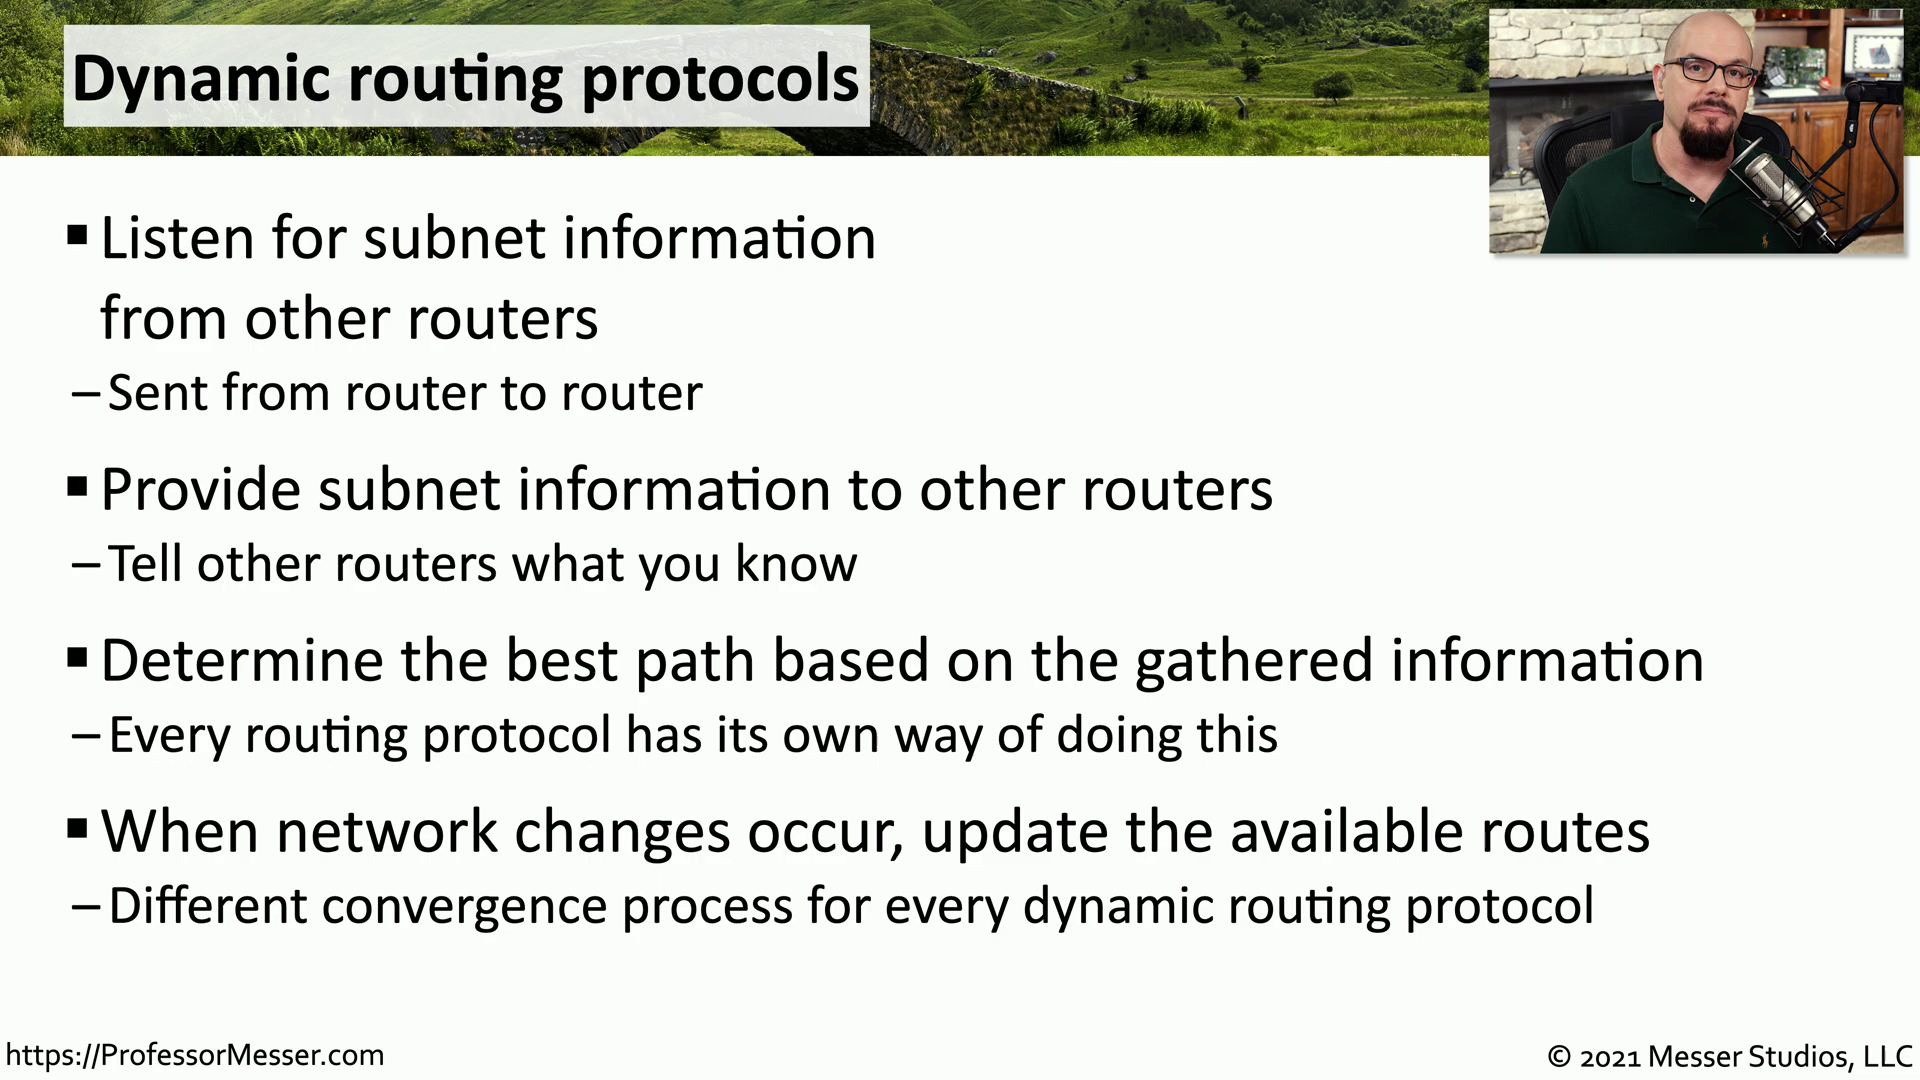 Dynamic routing protocols
▪ Listen for subnet information
from other routers
– Sent from router to router
▪ Provide subnet information to other routers
– Tell other routers what you know
▪ Determine the best path based on the gathered information
– Every routing protocol has its own way of doing this
▪ When network changes occur, update the available routes
– Different convergence process for every dynamic routing protocol
https://ProfessorMesser.com
© 2021 Messer Studios, LLC